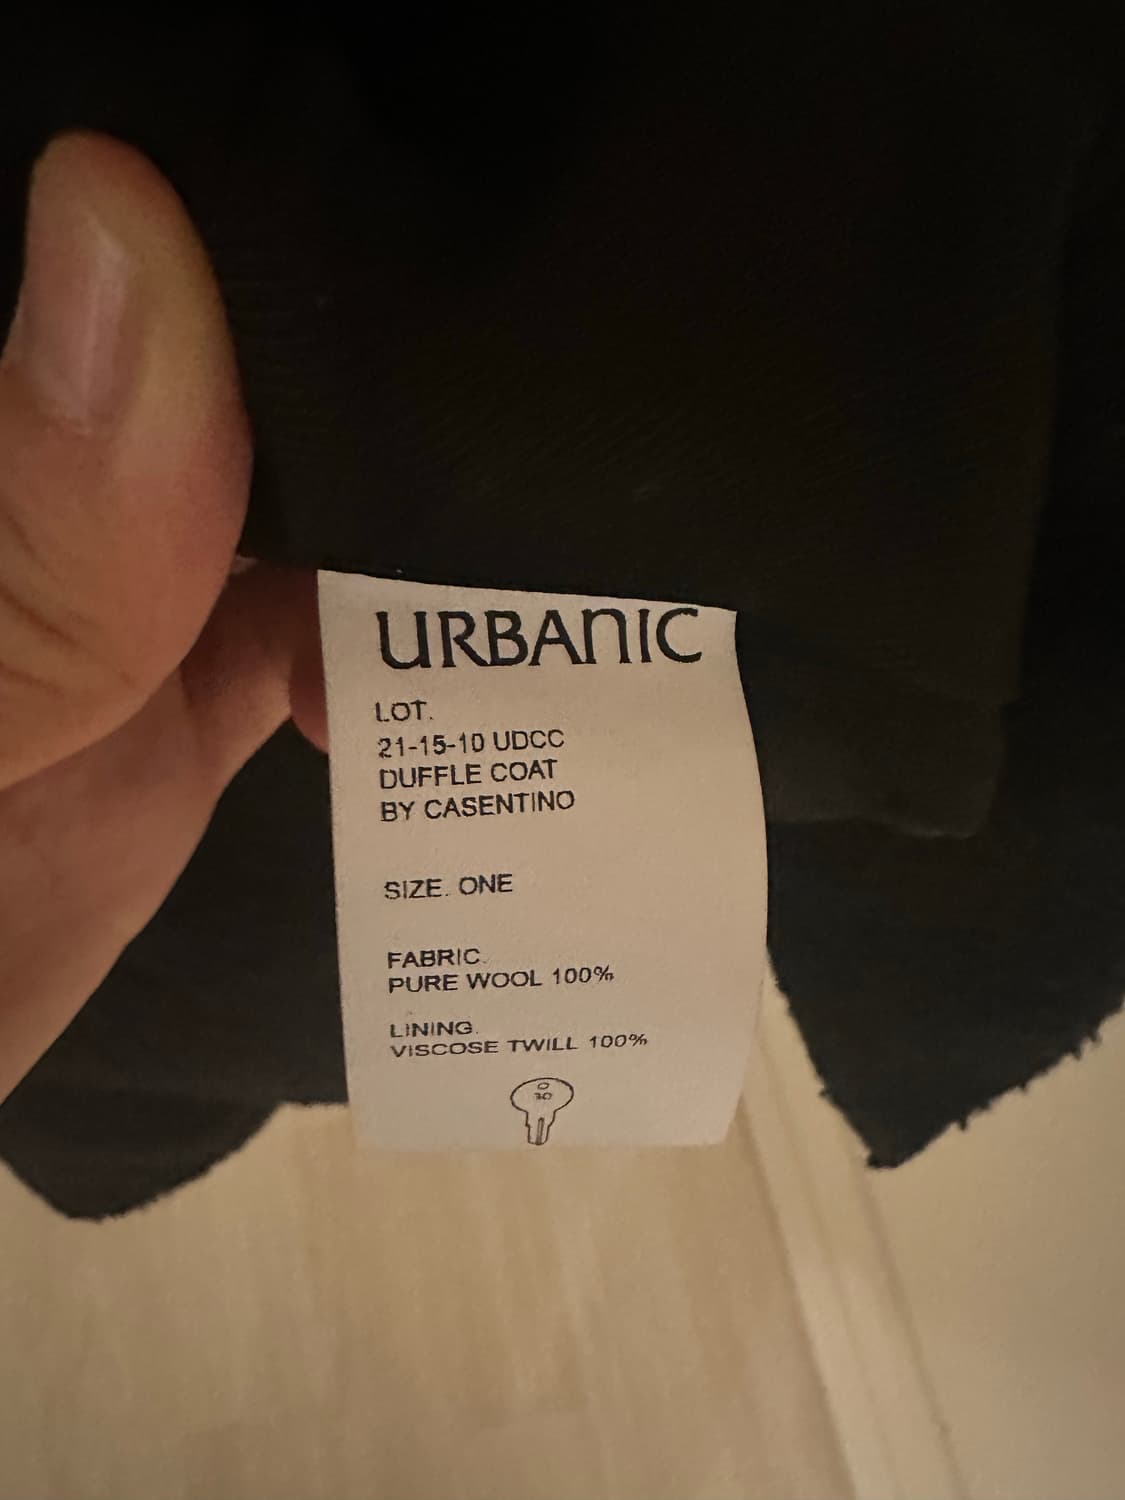 URBANIC
LOT.
21-15-10 UDCC
DUFFLE COAT
BY CASENTINO
SIZE. ONE
FABRIC.
PURE WOOL 100%
LINING.
VISCOSE TWILL 100%
30